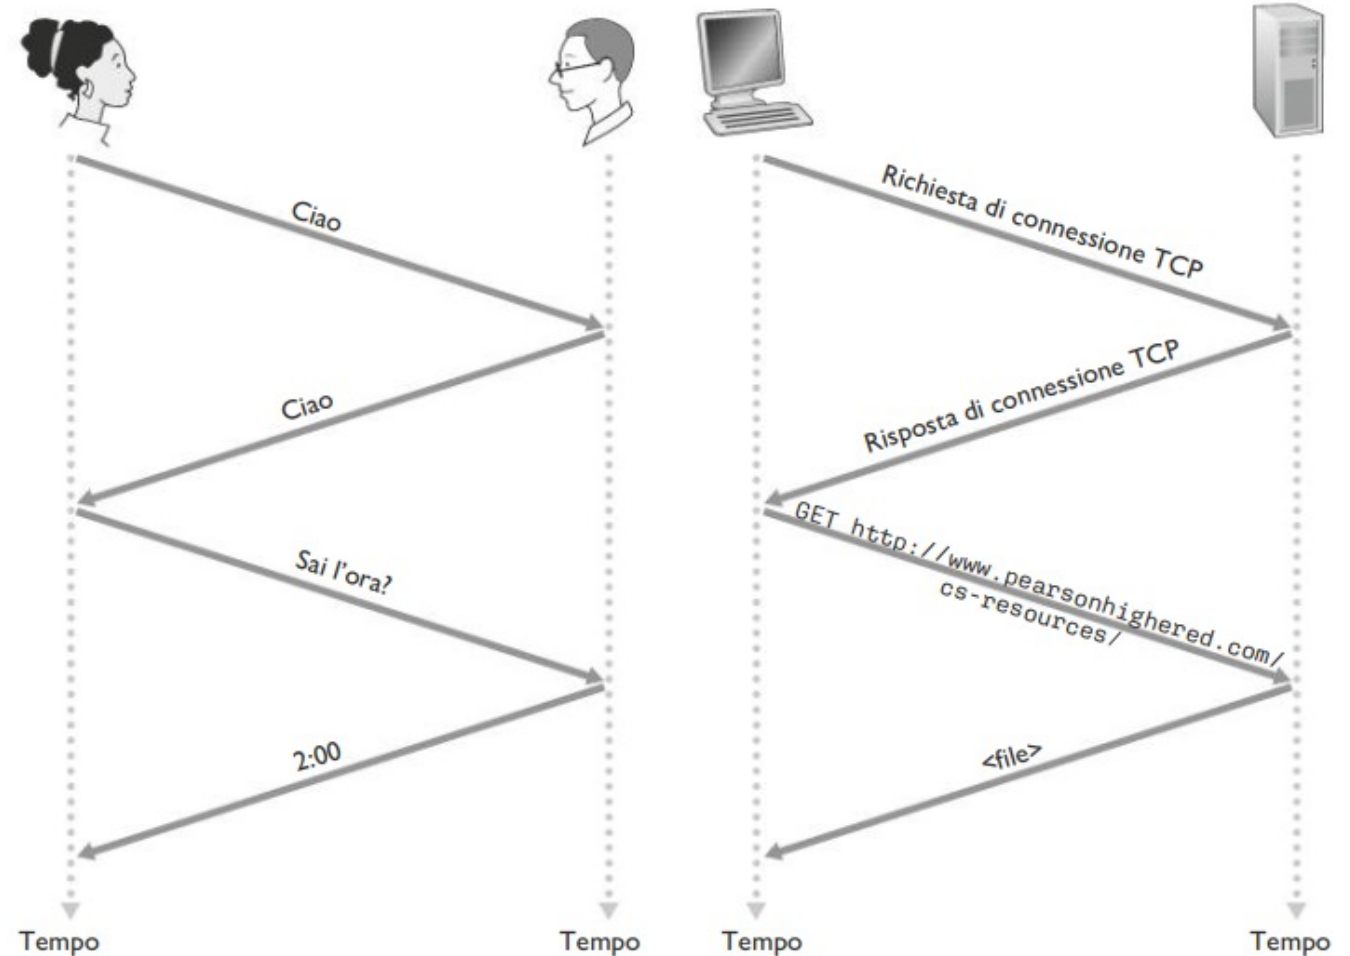 Ciao
Ciao
Sai l'ora?
2:00
Tempo
Tempo
Richiesta di connessione TCP
Risposta di connessione TCP
GET http://www.pearsonhighered.com/
cs-resources/
<file>
Tempo
Tempo